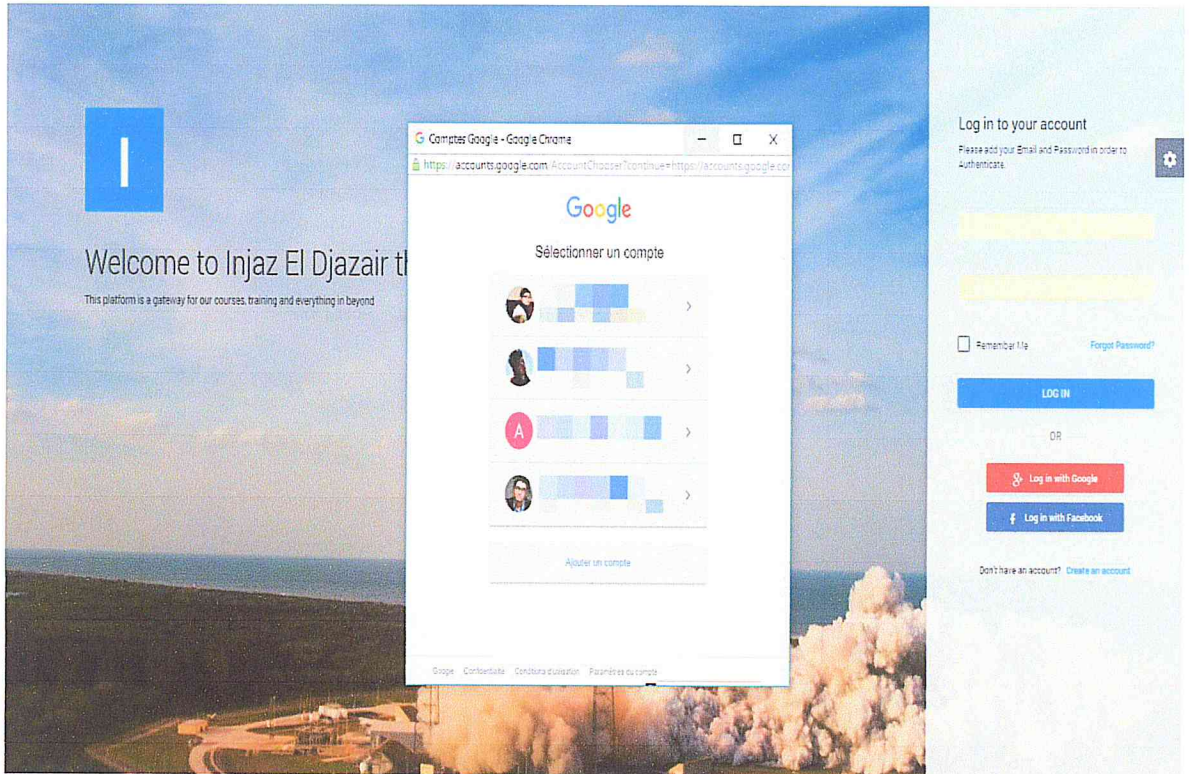 I
Welcome to Injaz El Djazair th
This platform is a gateway for our courses, training and everything in beyond
Comptes Google - Google Chrome
https://accounts.google.com/AccountChooser?continue=https://accounts.google.cor
Google
Sélectionner un compte
A
Ajouter un compte
Google Confidentialité Conditions d'utilisation Paramètres du compte
Log in to your account
Please add your Email and Password in order to
Authenticate.
Remember Me Forgot Password?
LOG IN
OR
Log in with Google
Log in with Facebook
Don't have an account? Create an account